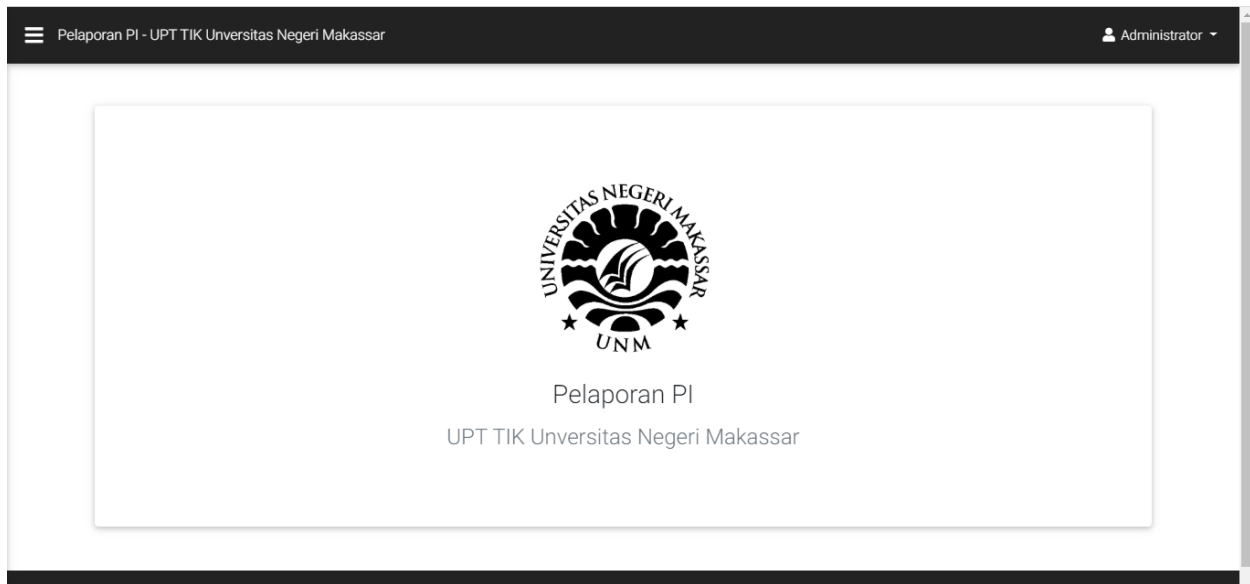 Pelaporan PI - UPT TIK Unversitas Negeri Makassar
Administrator
UNIVERSITAS NEGERI MAKASSAR
UNM
Pelaporan PI
UPT TIK Unversitas Negeri Makassar